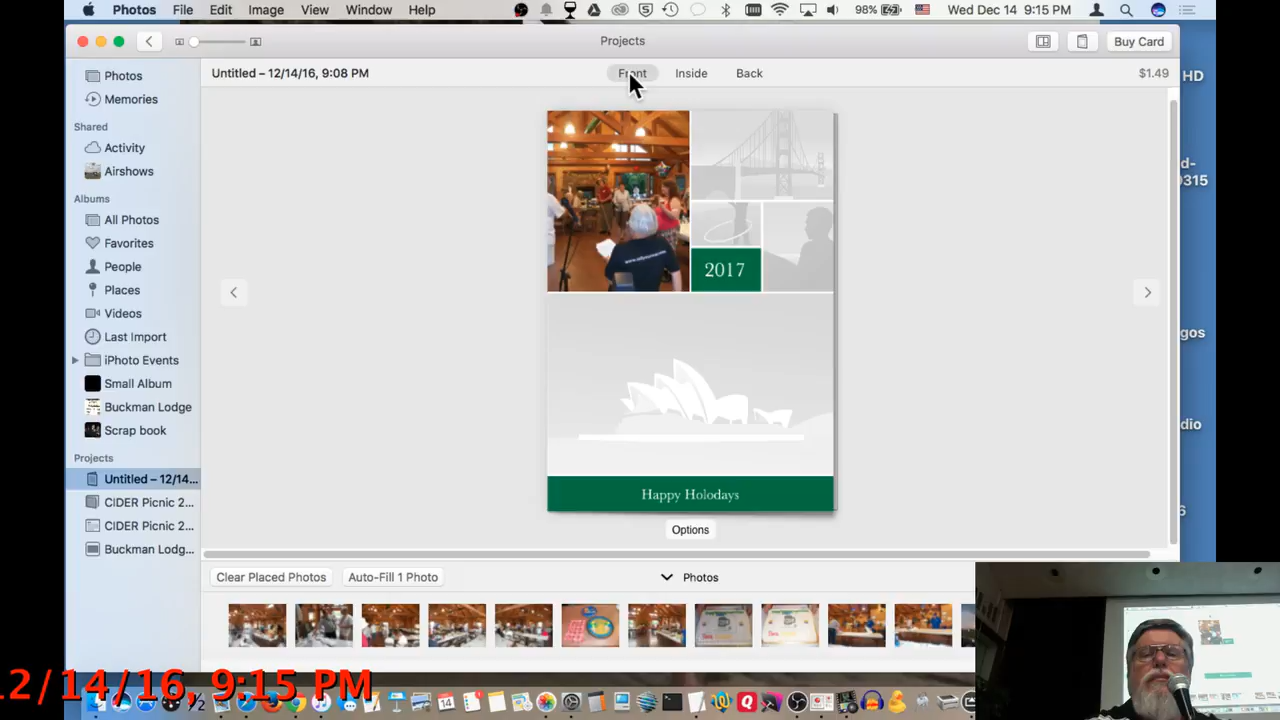 Photos File Edit Image View Window Help 98% Wed Dec 14 9:15 PM
Projects
Buy Card
Untitled – 12/14/16, 9:08 PM
Front Inside Back
$1.49
Photos
Memories
Shared
Activity
Airshows
Albums
All Photos
Favorites
People
Places
Videos
Last Import
iPhoto Events
Small Album
Buckman Lodge
Scrap book
Projects
Untitled – 12/14...
CIDER Picnic 2...
CIDER Picnic 2...
Buckman Lodg...
2017
Happy Holodays
Options
Clear Placed Photos
Auto-Fill 1 Photo
Photos
HD
d-
0315
gos
dio
6
12/14/16, 9:15 PM